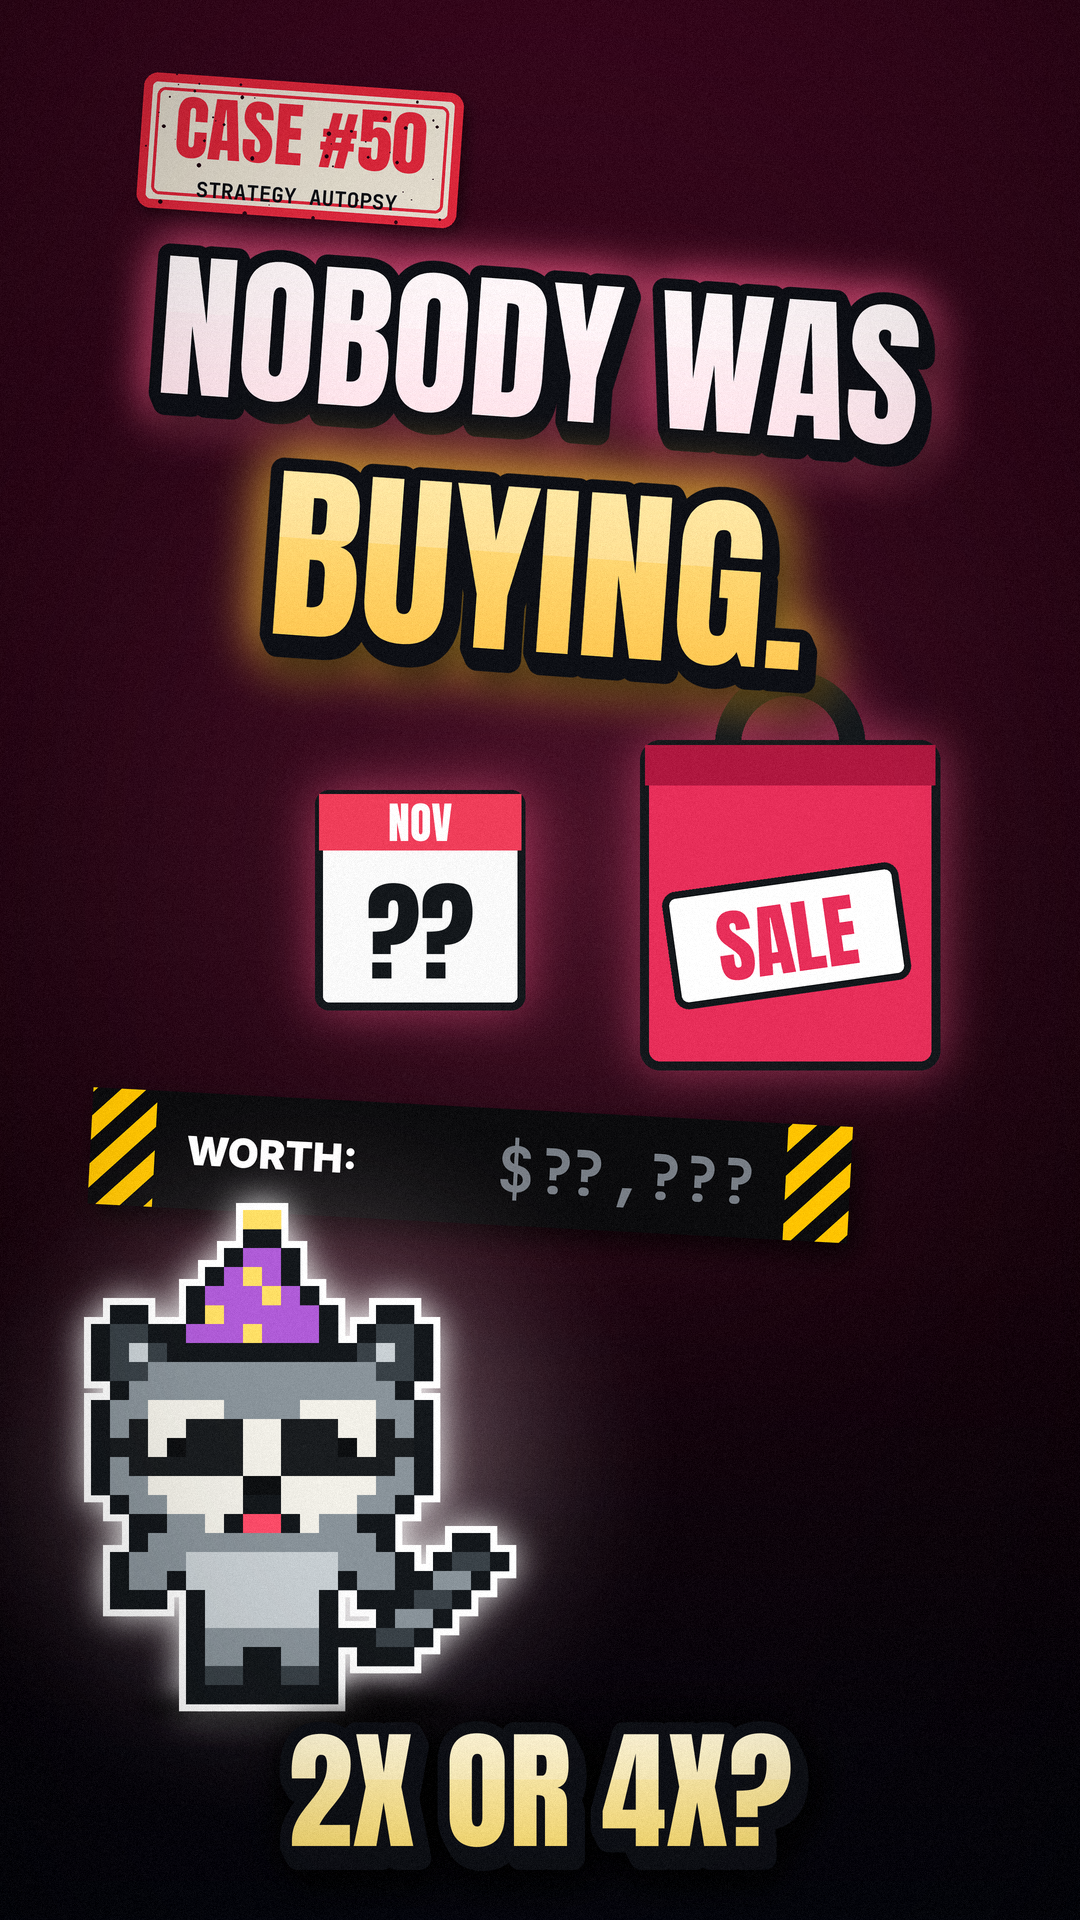 CASE #50
STRATEGY AUTOPSY
NOBODY WAS
BUYING.
NOV
??
SALE
WORTH: $??,???
2X OR 4X?